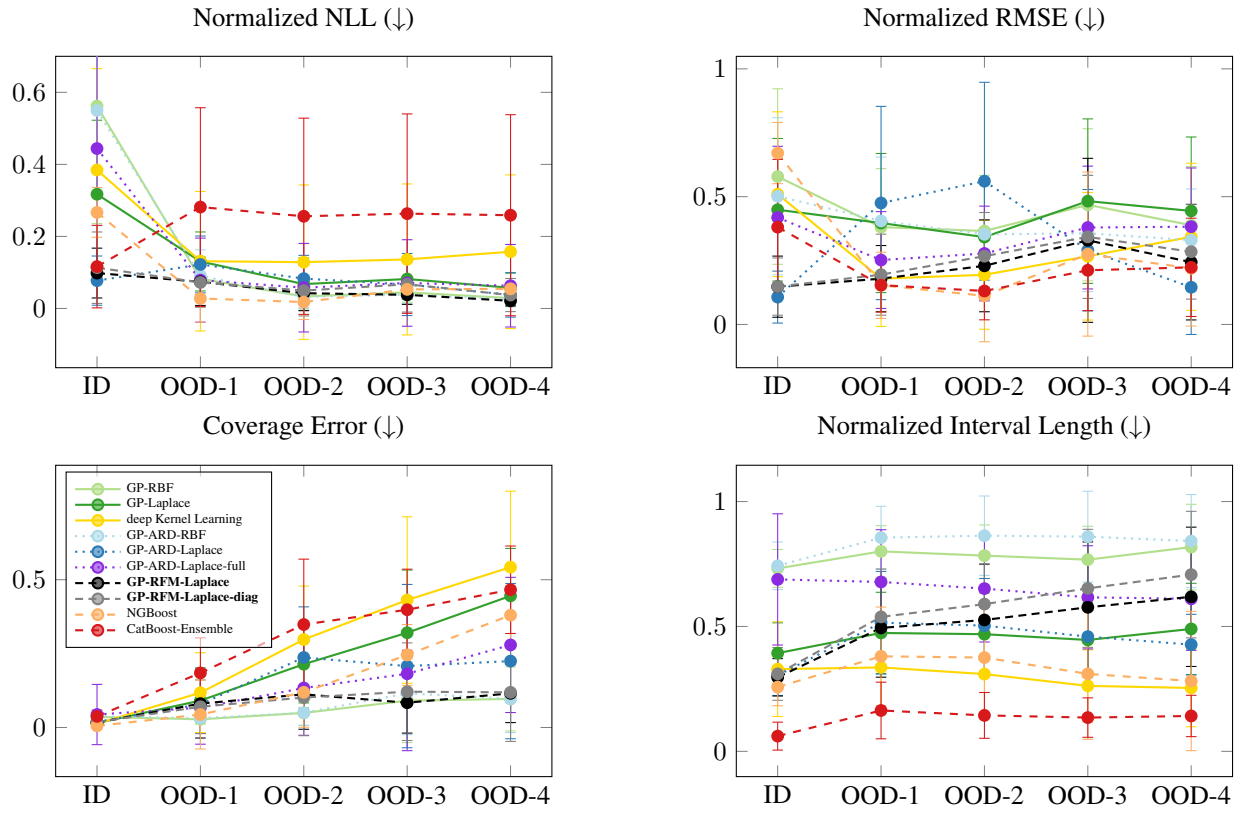 Normalized NLL (↓)
0.6
0.4
0.2
0
ID OOD-1 OOD-2 OOD-3 OOD-4
Normalized RMSE (↓)
1
0.5
0
ID OOD-1 OOD-2 OOD-3 OOD-4
Coverage Error (↓)
0.5
0
GP-RBF
GP-Laplace
deep Kernel Learning
GP-ARD-RBF
GP-ARD-Laplace
GP-ARD-Laplace-full
GP-RFM-Laplace
GP-RFM-Laplace-diag
NGBoost
CatBoost-Ensemble
ID OOD-1 OOD-2 OOD-3 OOD-4
Normalized Interval Length (↓)
1
0.5
0
ID OOD-1 OOD-2 OOD-3 OOD-4